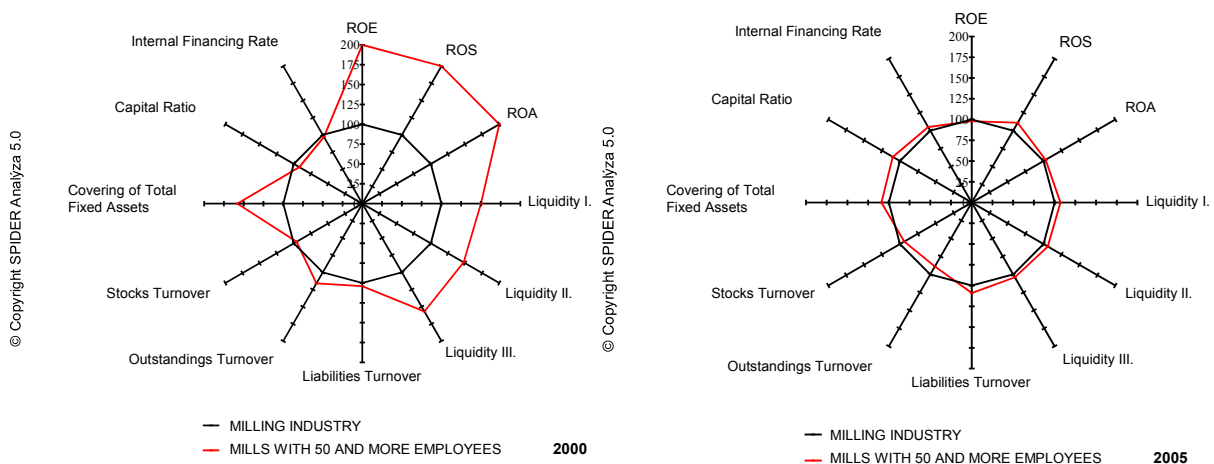 ROE
ROS
ROA
Liquidity I.
Liquidity II.
Liquidity III.
Liabilities Turnover
Outstandings Turnover
Stocks Turnover
Covering of Total
Fixed Assets
Capital Ratio
Internal Financing Rate
200
175
150
125
100
75
50
25
© Copyright SPIDER Analýza 5.0
MILLING INDUSTRY
MILLS WITH 50 AND MORE EMPLOYEES 2000
ROE
ROS
ROA
Liquidity I.
Liquidity II.
Liquidity III.
Liabilities Turnover
Outstandings Turnover
Stocks Turnover
Covering of Total
Fixed Assets
Capital Ratio
Internal Financing Rate
200
175
150
125
100
75
50
25
© Copyright SPIDER Analýza 5.0
MILLING INDUSTRY
MILLS WITH 50 AND MORE EMPLOYEES 2005